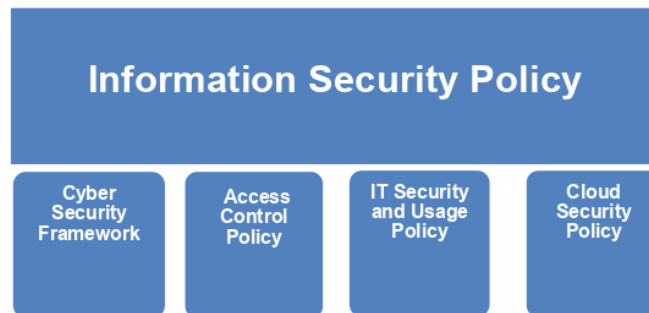 Information Security Policy
Cyber
Security
Framework
Access
Control
Policy
IT Security
and Usage
Policy
Cloud
Security
Policy